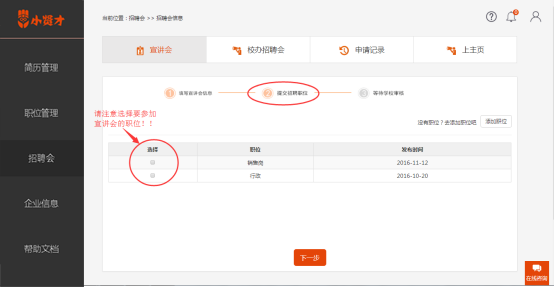 小贤才
当前位置：招聘会 >> 招聘会信息
6
简历管理
职位管理
招聘会
企业信息
帮助文档
宣讲会
校办招聘会
申请记录
上主页
填写宣讲会信息
提交招聘职位
等待学校审核
请注意选择要参加
宣讲会的职位！！
没有职位？去添加职位吧
添加职位
选择 职位 发布时间
销售岗 2016-11-12
行政 2016-10-20
下一步
在线咨询